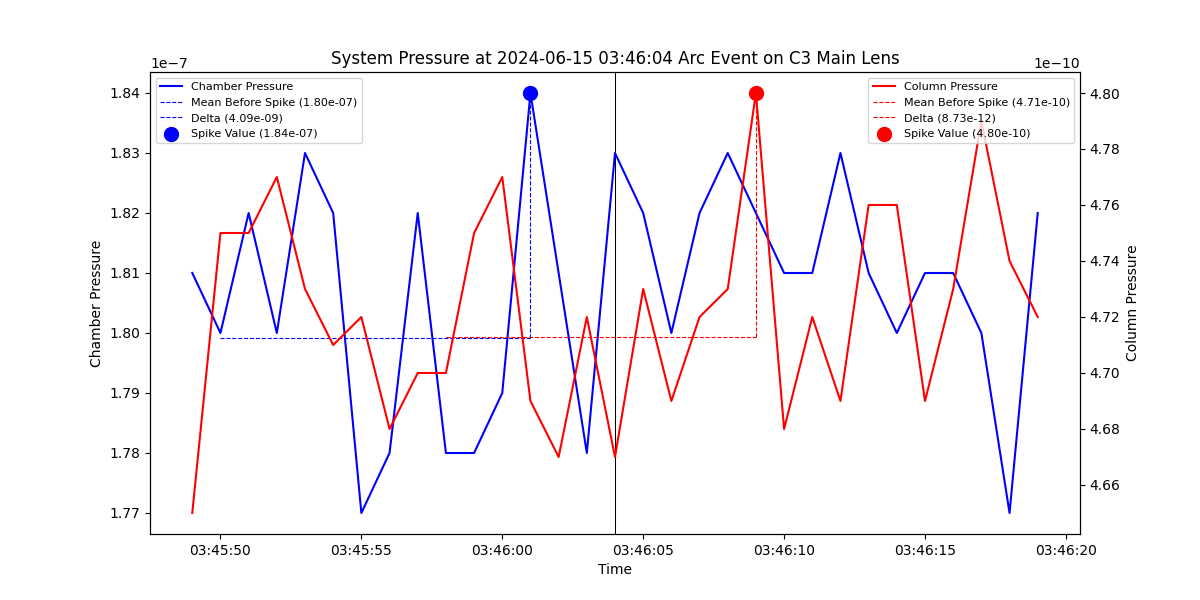 System Pressure at 2024-06-15 03:46:04 Arc Event on C3 Main Lens
1e−7
1e−10
Chamber Pressure
Mean Before Spike (1.80e-07)
Delta (4.09e-09)
Spike Value (1.84e-07)
Column Pressure
Mean Before Spike (4.71e-10)
Delta (8.73e-12)
Spike Value (4.80e-10)
1.84
1.83
1.82
1.81
1.80
1.79
1.78
1.77
Chamber Pressure
4.80
4.78
4.76
4.74
4.72
4.70
4.68
4.66
Column Pressure
03:45:50
03:45:55
03:46:00
03:46:05
03:46:10
03:46:15
03:46:20
Time